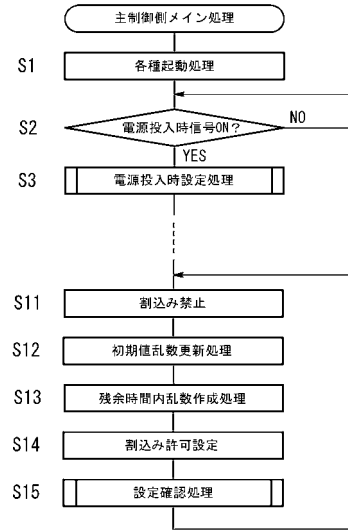 主制御側メイン処理
S1 各種起動処理
S2 電源投入時信号ON？ NO
YES
S3 電源投入時設定処理
S11 割込み禁止
S12 初期値乱数更新処理
S13 残余時間内乱数作成処理
S14 割込み許可設定
S15 設定確認処理